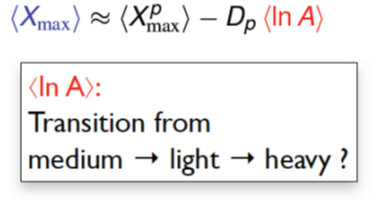 ⟨X_max⟩ ≈ ⟨X^p_max⟩ − D_p ⟨ln A⟩
⟨ln A⟩:
Transition from
medium → light → heavy ?